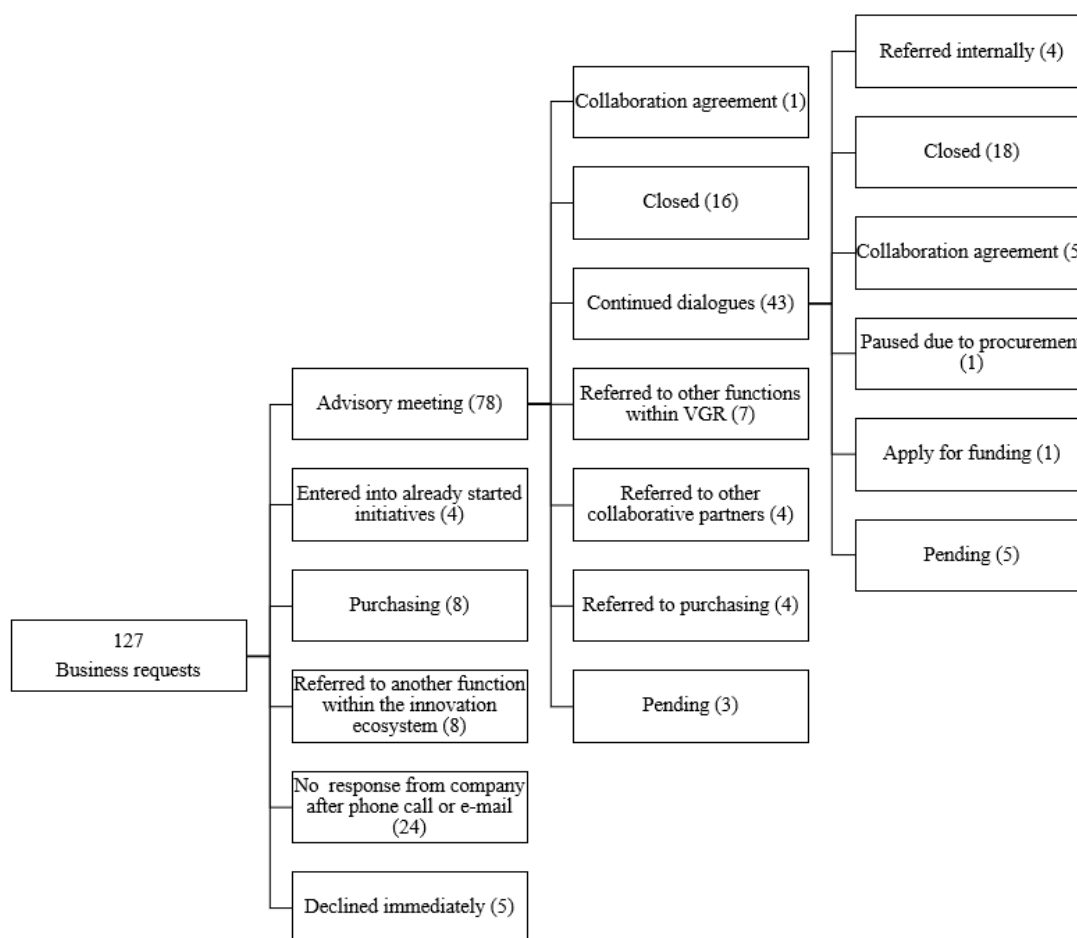 127
Business requests
Advisory meeting (78)
Entered into already started
initiatives (4)
Purchasing (8)
Referred to another function
within the innovation
ecosystem (8)
No response from company
after phone call or e-mail
(24)
Declined immediately (5)
Collaboration agreement (1)
Closed (16)
Continued dialogues (43)
Referred to other functions
within VGR (7)
Referred to other
collaborative partners (4)
Referred to purchasing (4)
Pending (3)
Referred internally (4)
Closed (18)
Collaboration agreement (5
Paused due to procurement
(1)
Apply for funding (1)
Pending (5)